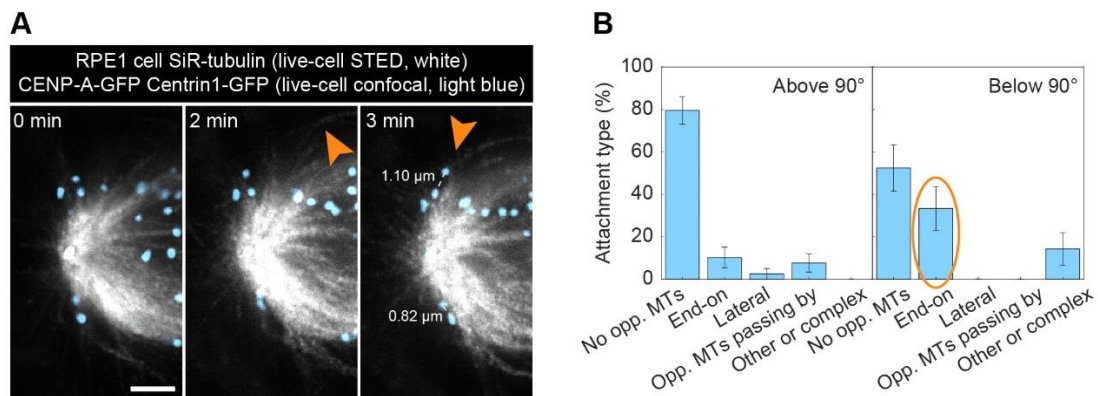 A
RPE1 cell SiR-tubulin (live-cell STED, white)
CENP-A-GFP Centrin1-GFP (live-cell confocal, light blue)
0 min
2 min
3 min
1.10 µm
0.82 µm
B
Attachment type (%)
100
80
60
40
20
0
Above 90°
Below 90°
No opp. MTs
End-on
Lateral
Opp. MTs passing by
Other or complex
No opp. MTs
End-on
Lateral
Opp. MTs passing by
Other or complex